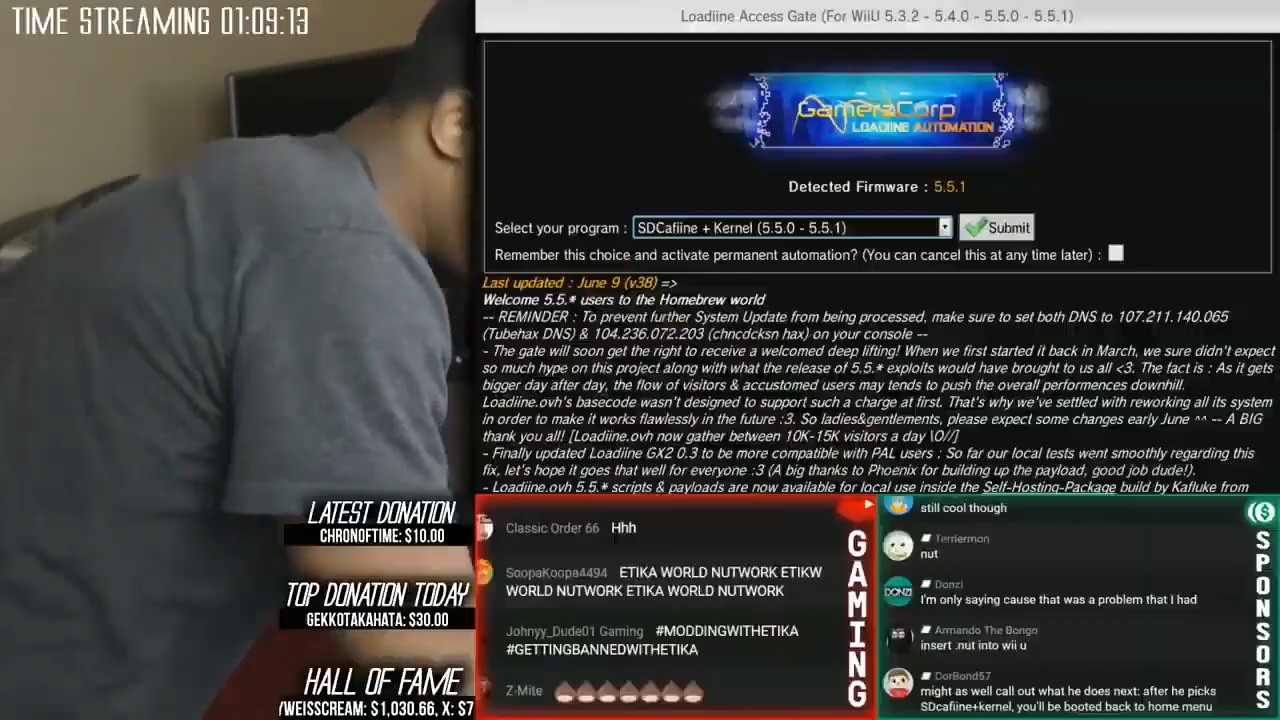 TIME STREAMING 01:09:13
Loadiine Access Gate (For WiiU 5.3.2 - 5.4.0 - 5.5.0 - 5.5.1)
GameraCorp
LOADIINE AUTOMATION
Detected Firmware : 5.5.1
Select your program : SDCafiine + Kernel (5.5.0 - 5.5.1) Submit
Remember this choice and activate permanent automation? (You can cancel this at any time later) :
Last updated : June 9 (v38) =>
Welcome 5.5.* users to the Homebrew world
-- REMINDER : To prevent further System Update from being processed, make sure to set both DNS to 107.211.140.065
(Tubehax DNS) & 104.236.072.203 (chncdcksn hax) on your console --
- The gate will soon get the right to receive a welcomed deep lifting! When we first started it back in March, we sure didn't expect
so much hype on this project along with what the release of 5.5.* exploits would have brought to us all <3. The fact is : As it gets
bigger day after day, the flow of visitors & accustomed users may tends to push the overall performences downhill.
Loadiine.ovh's basecode wasn't designed to support such a charge at first. That's why we've settled with reworking all its system
in order to make it works flawlessly in the future :3. So ladies&gentlements, please expect some changes early June ^^ -- A BIG
thank you all! [Loadiine.ovh now gather between 10K-15K visitors a day \O//]
- Finally updated Loadiine GX2 0.3 to be more compatible with PAL users : So far our local tests went smoothly regarding this
fix, let's hope it goes that well for everyone :3 (A big thanks to Phoenix for building up the payload, good job dude!).
- Loadiine.ovh 5.5.* scripts & payloads are now available for local use inside the Self-Hosting-Package build by Kafluke from
LATEST DONATION
CHRONOFTIME: $10.00
TOP DONATION TODAY
GEKKOTAKAHATA: $30.00
HALL OF FAME
(WEISSCREAM: $1,030.66, X: $7
Classic Order 66 Hhh
SoopaKoopa4494 ETIKA WORLD NUTWORK ETIKW
WORLD NUTWORK ETIKA WORLD NUTWORK
Johnyy_Dude01 Gaming #MODDINGWITHETIKA
#GETTINGBANNEDWITHETIKA
Z-Mite
GAMING
still cool though
Terriermon
nut
DONZI
Donzi
I'm only saying cause that was a problem that I had
Armando The Bongo
insert .nut into wii u
DorBond57
might as well call out what he does next: after he picks
SDcafiine+kernel, you'll be booted back to home menu
SPONSORS